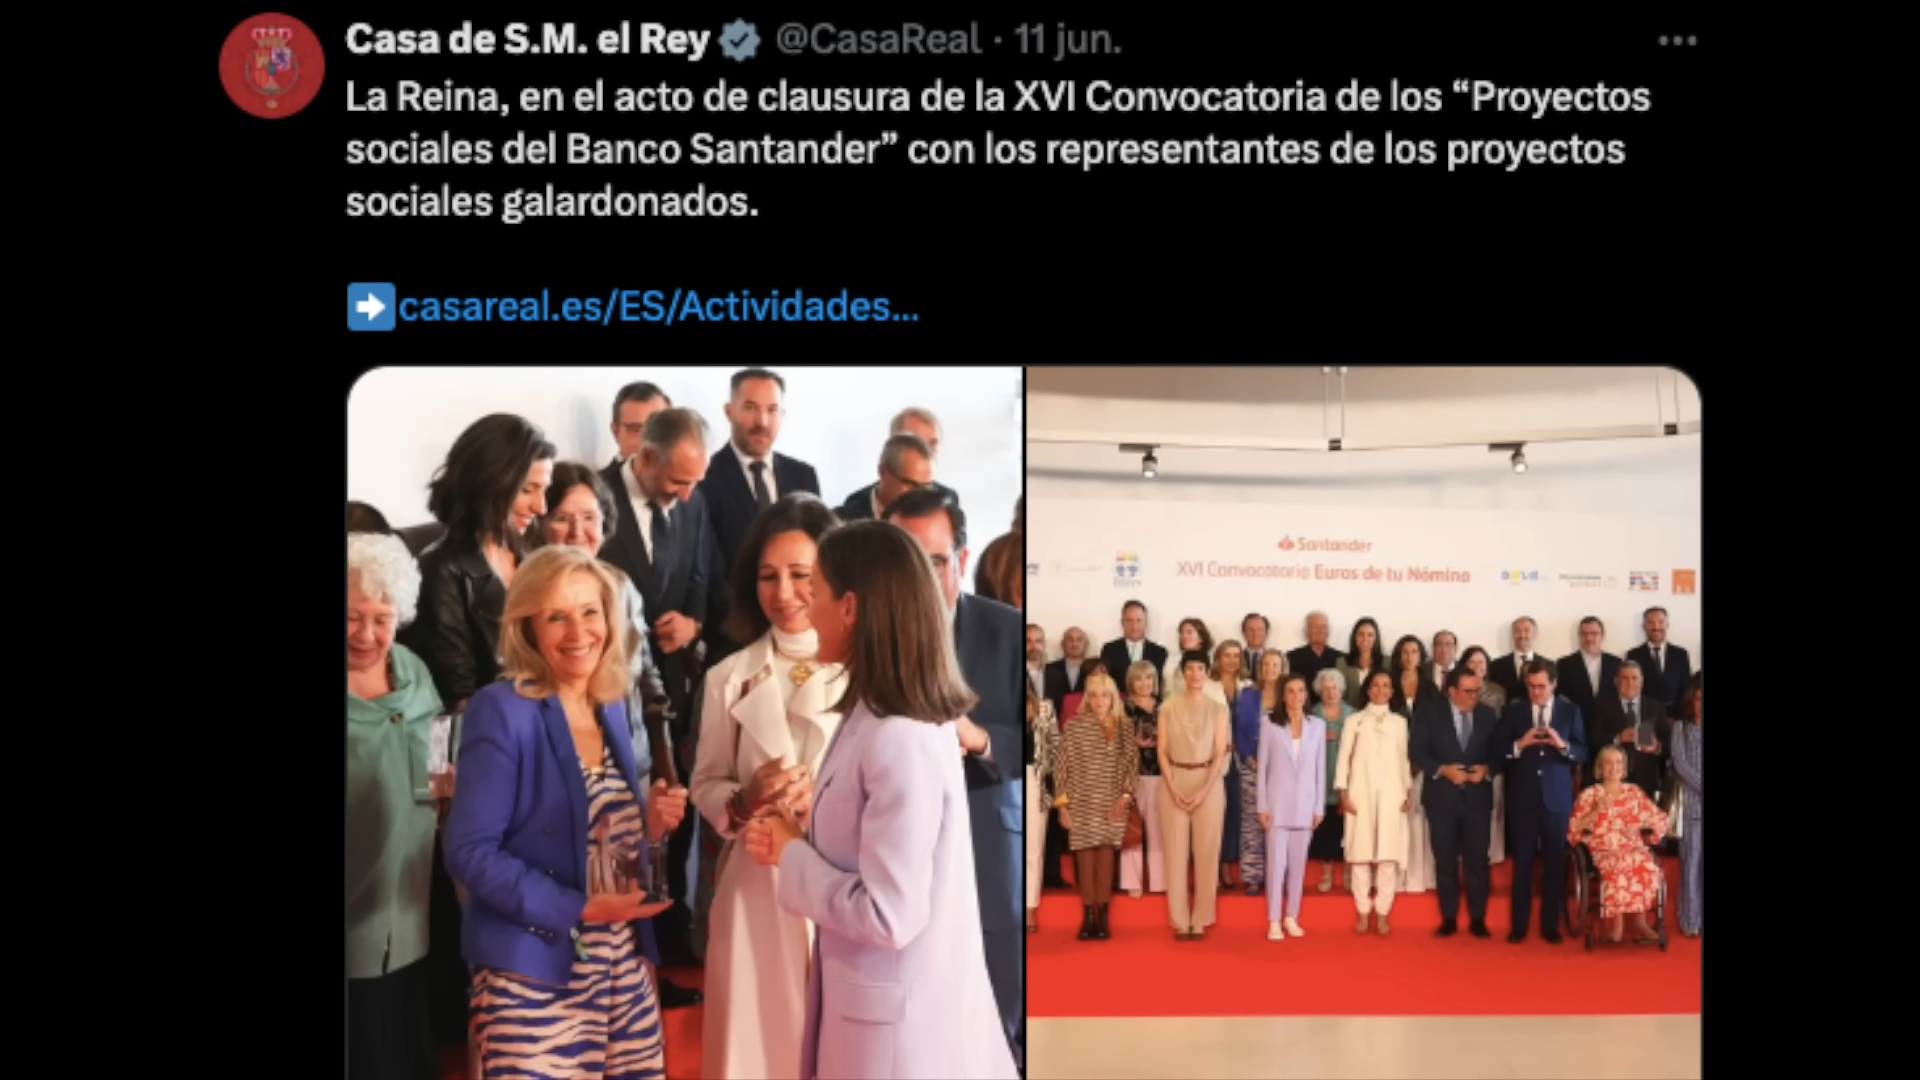 Casa de S.M. el Rey @CasaReal · 11 jun.
La Reina, en el acto de clausura de la XVI Convocatoria de los “Proyectos
sociales del Banco Santander” con los representantes de los proyectos
sociales galardonados.
casareal.es/ES/Actividades...
Santander
XVI Convocatoria Euros de tu Nómina